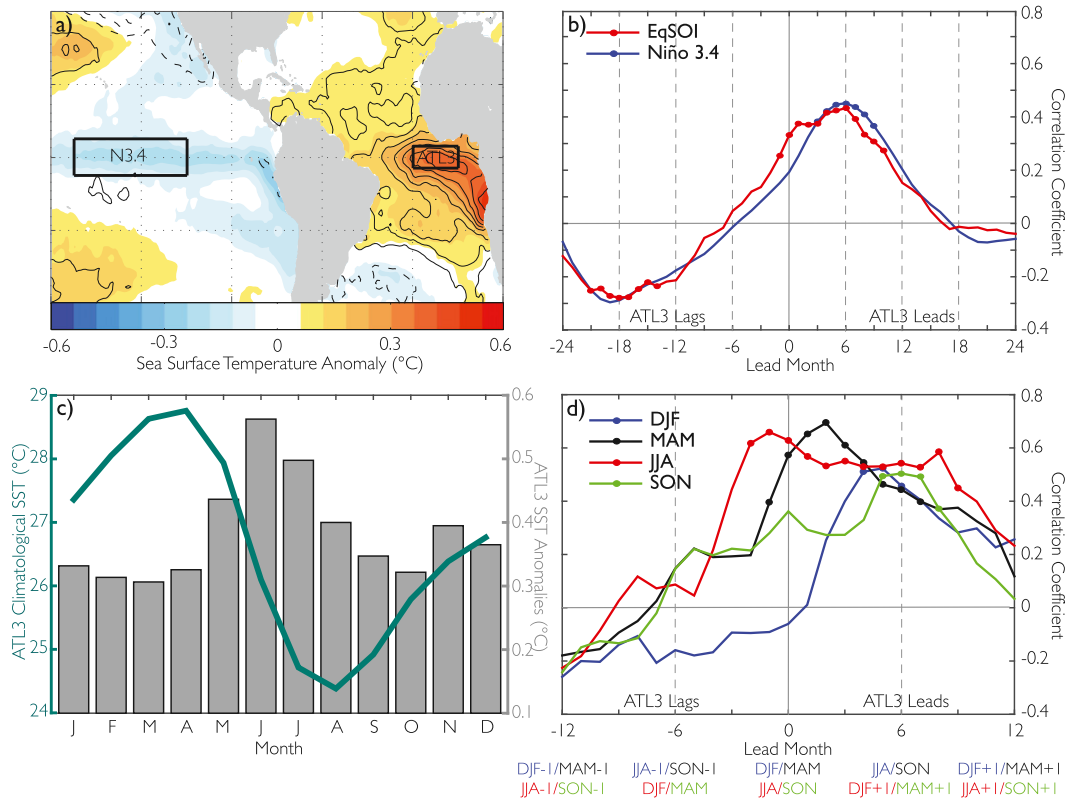 a)
N3.4
ATL3
-0.6 -0.3 0 0.3 0.6
Sea Surface Temperature Anomaly (°C)
b)
EqSOI
Niño 3.4
0.8
0.6
0.4
0.2
0
-0.2
-0.4
Correlation Coefficient
ATL3 Lags ATL3 Leads
-24 -18 -12 -6 0 6 12 18 24
Lead Month
c)
29
28
27
26
25
24
ATL3 Climatological SST (°C)
0.6
0.5
0.4
0.3
0.2
0.1
ATL3 SST Anomalies
(°C)
J F M A M J J A S O N D
Month
d)
DJF
MAM
JJA
SON
0.8
0.6
0.4
0.2
0
-0.2
-0.4
Correlation Coefficient
ATL3 Lags ATL3 Leads
-12 -6 0 6 12
Lead Month
DJF-1/MAM-1 JJA-1/SON-1 DJF/MAM JJA/SON DJF+1/MAM+1
JJA-1/SON-1 DJF/MAM JJA/SON DJF+1/MAM+1 JJA+1/SON+1